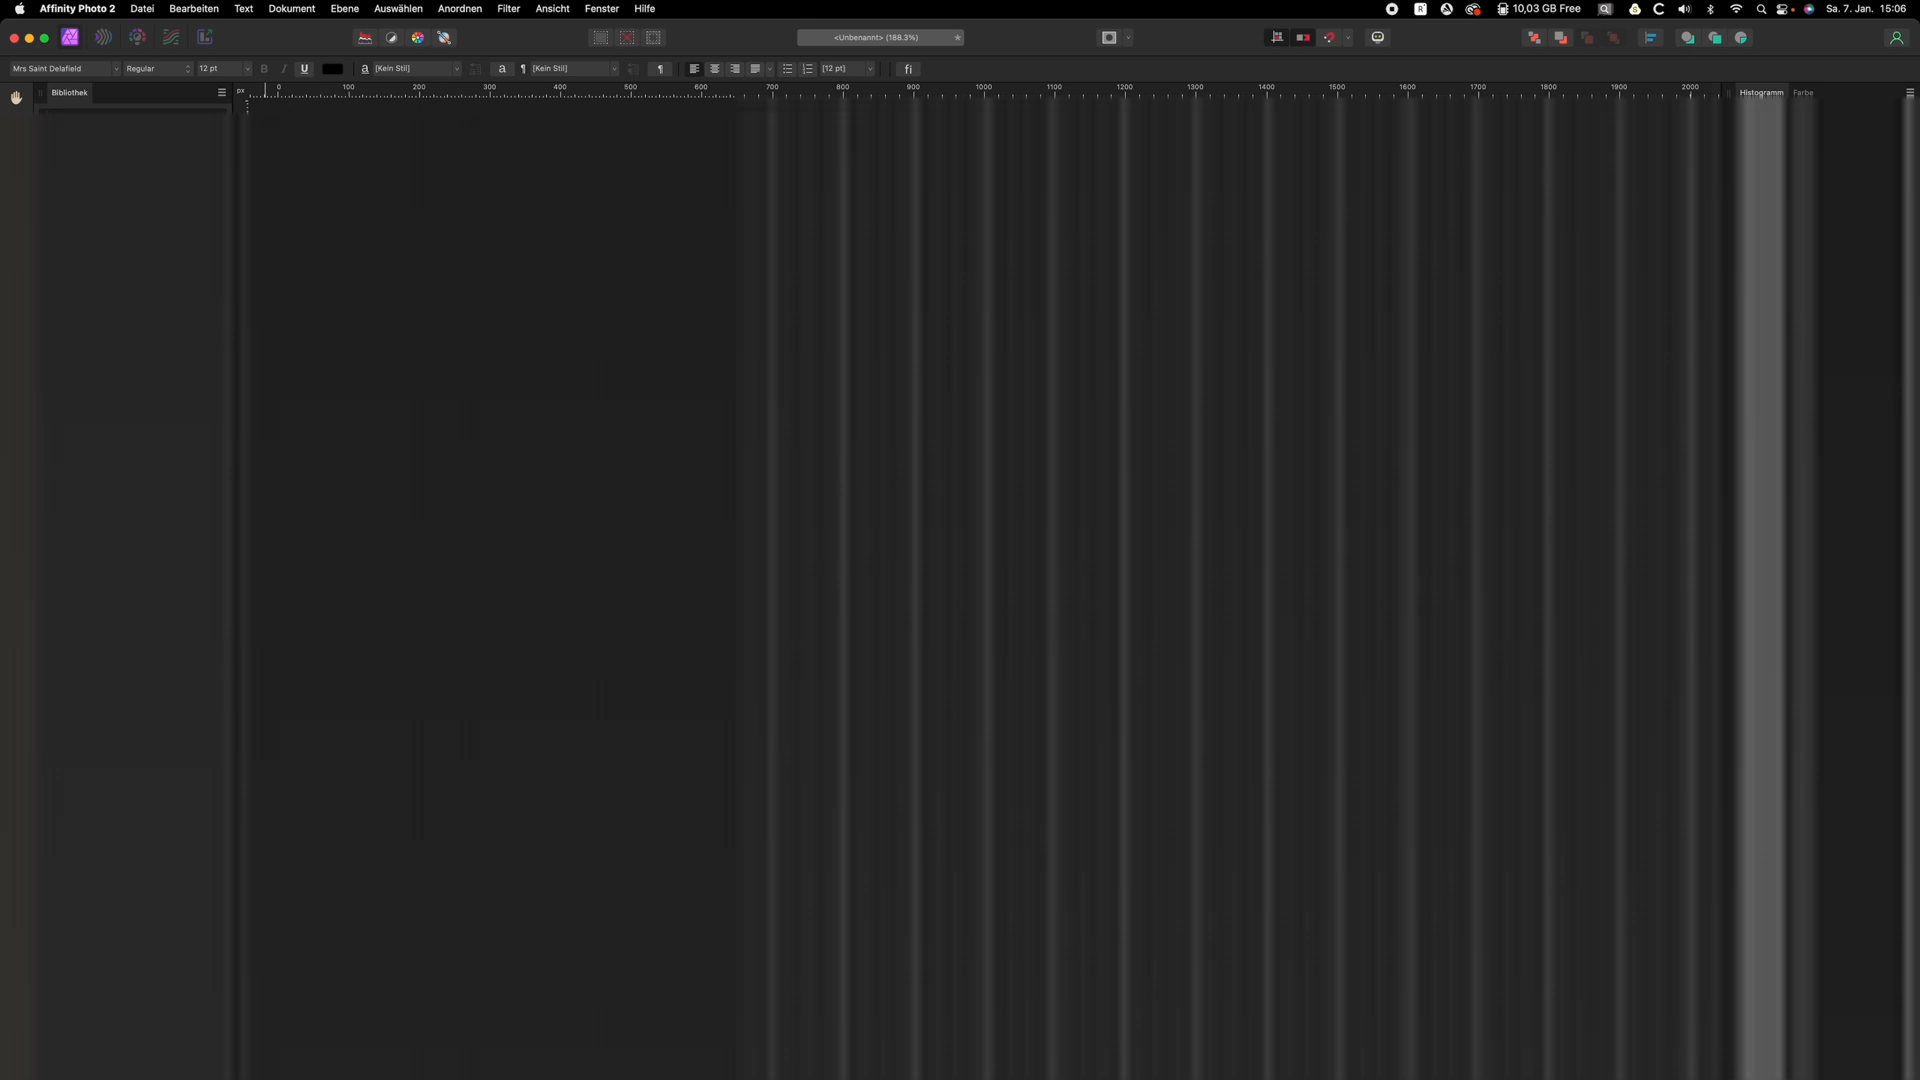 Affinity Photo 2 Datei Bearbeiten Text Dokument Ebene Auswählen Anordnen Filter Ansicht Fenster Hilfe 10,03 GB Free Sa. 7. Jan. 15:06
<Unbenannt> (188.3%)
Mrs Saint Delafield Regular 12 pt B I U a [Kein Stil] a ¶ [Kein Stil] ¶ [12 pt] fi
Bibliothek px 0 100 200 300 400 500 600 700 800 900 1000 1100 1200 1300 1400 1500 1600 1700 1800 1900 2000 Histogramm Farbe